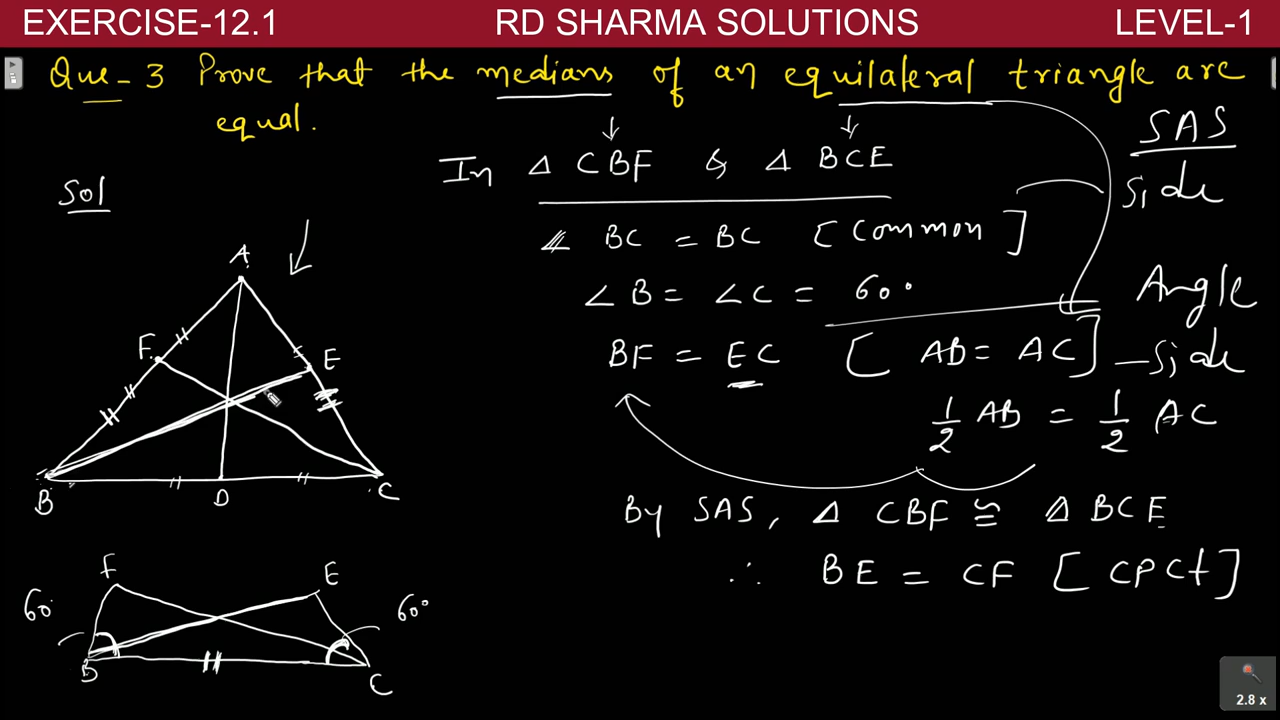 EXERCISE-12.1 RD SHARMA SOLUTIONS LEVEL-1
Que-3 Prove that the medians of an equilateral triangle are
equal.
Sol
A
F
E
B
D
C
F
E
60
60°
B
C
In Δ CBF & Δ BCE
BC = BC [Common]
∠B = ∠C = 60°
BF = EC [AB = AC]
1/2 AB = 1/2 AC
By SAS, Δ CBF ≅ Δ BCE
∴ BE = CF [CPCt]
SAS
Side
Angle
Side
2.8 x